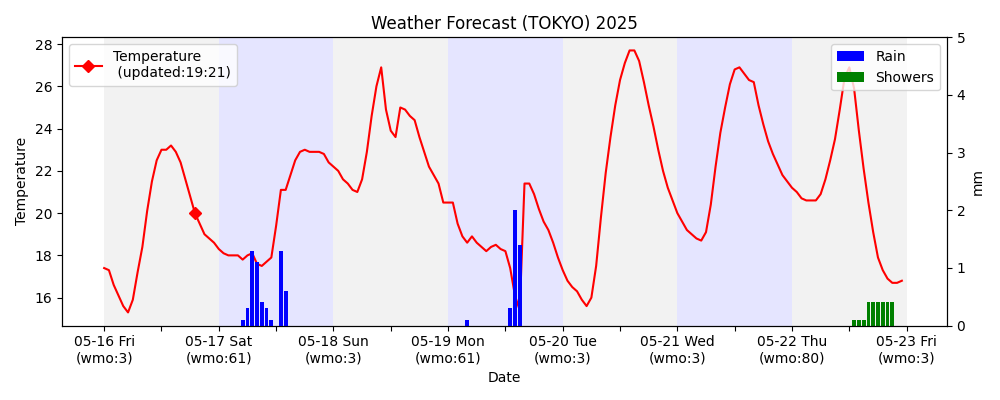 Weather Forecast (TOKYO) 2025
Temperature
(updated:19:21)
Rain
Showers
28
26
24
22
20
18
16
Temperature
5
4
3
2
1
0
mm
05-16 Fri
(wmo:3)
05-17 Sat
(wmo:61)
05-18 Sun
(wmo:3)
05-19 Mon
(wmo:61)
05-20 Tue
(wmo:3)
05-21 Wed
(wmo:3)
05-22 Thu
(wmo:80)
05-23 Fri
(wmo:3)
Date